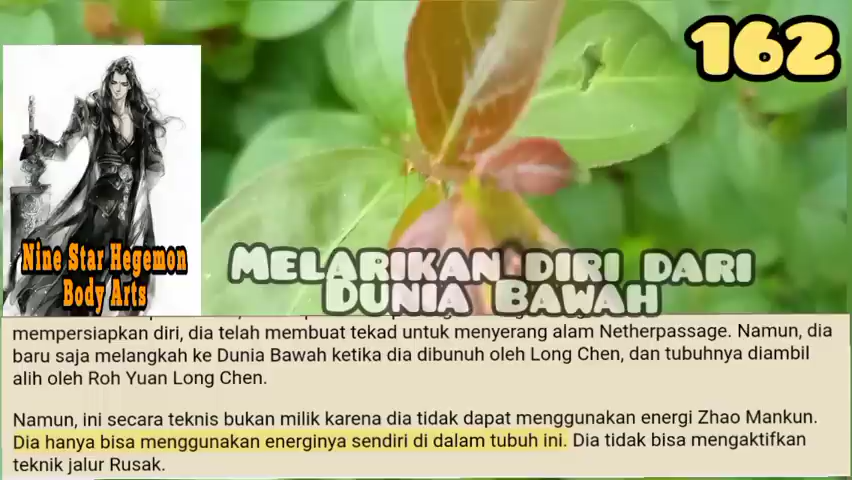 162
Nine Star Hegemon
Body Arts
MELARIKAN DIRI DARI
DUNIA BAWAH
mempersiapkan diri, dia telah membuat tekad untuk menyerang alam Netherpassage. Namun, dia
baru saja melangkah ke Dunia Bawah ketika dia dibunuh oleh Long Chen, dan tubuhnya diambil
alih oleh Roh Yuan Long Chen.
Namun, ini secara teknis bukan milik karena dia tidak dapat menggunakan energi Zhao Mankun.
Dia hanya bisa menggunakan energinya sendiri di dalam tubuh ini. Dia tidak bisa mengaktifkan
teknik jalur Rusak.